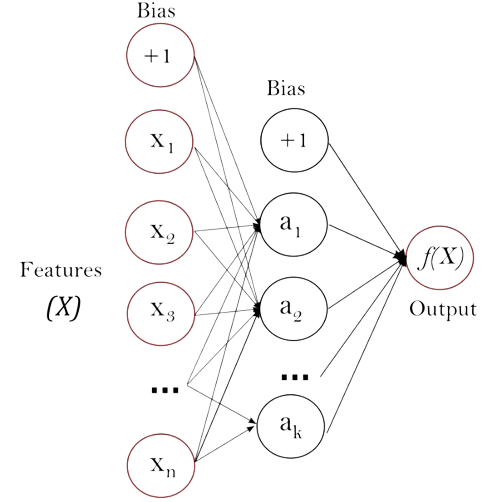 Bias
+1
x1
x2
x3
...
xn
Features
(X)
Bias
+1
a1
a2
...
ak
f(X)
Output